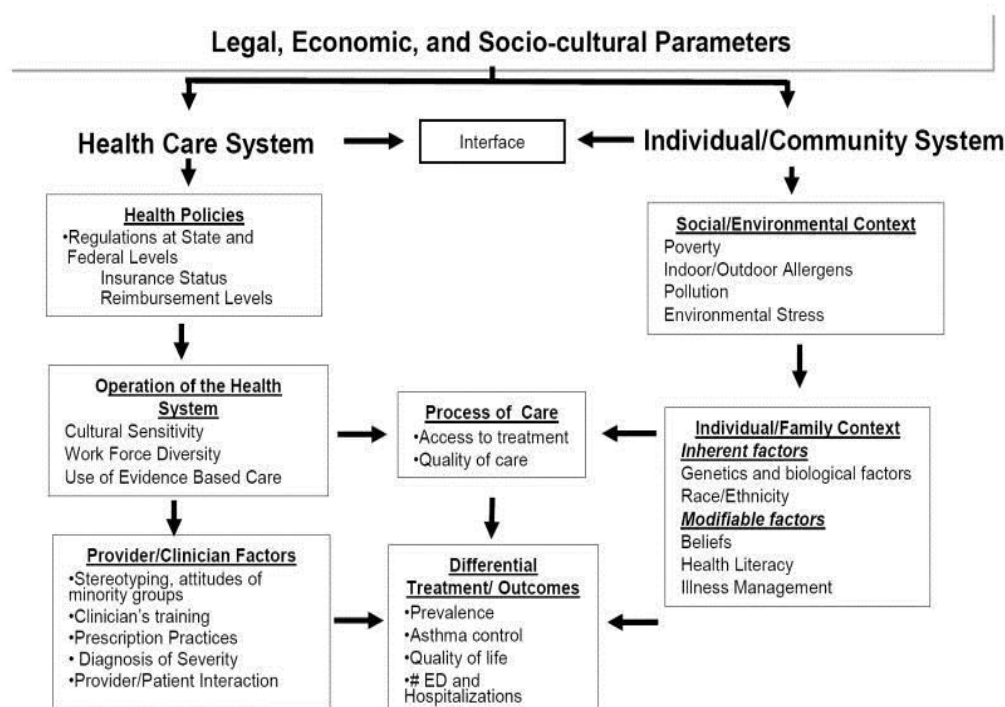 Legal, Economic, and Socio-cultural Parameters
Health Care System
Interface
Individual/Community System
Health Policies
•Regulations at State and
Federal Levels
Insurance Status
Reimbursement Levels
Social/Environmental Context
Poverty
Indoor/Outdoor Allergens
Pollution
Environmental Stress
Operation of the Health
System
Cultural Sensitivity
Work Force Diversity
Use of Evidence Based Care
Process of Care
•Access to treatment
•Quality of care
Individual/Family Context
Inherent factors
Genetics and biological factors
Race/Ethnicity
Modifiable factors
Beliefs
Health Literacy
Illness Management
Provider/Clinician Factors
•Stereotyping, attitudes of
minority groups
•Clinician's training
•Prescription Practices
• Diagnosis of Severity
•Provider/Patient Interaction
Differential
Treatment/ Outcomes
•Prevalence
•Asthma control
•Quality of life
•# ED and
Hospitalizations